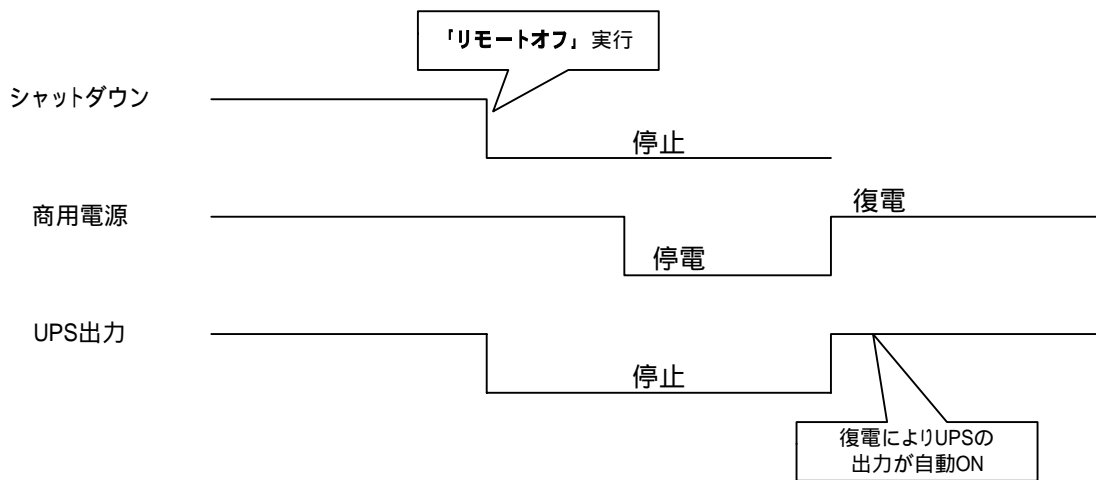 「リモートオフ」実行
シャットダウン
停止
商用電源
復電
停電
UPS出力
停止
復電によりUPSの
出力が自動ON